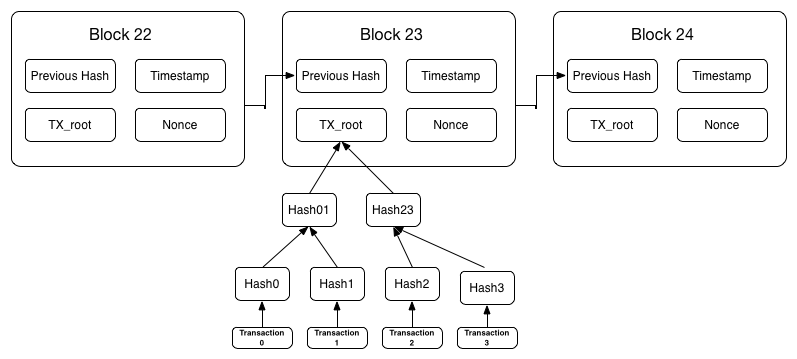 Block 22
Block 23
Block 24
Previous Hash
Timestamp
Previous Hash
Timestamp
Previous Hash
Timestamp
TX_root
Nonce
TX_root
Nonce
TX_root
Nonce
Hash01
Hash23
Hash0
Hash1
Hash2
Hash3
Transaction
0
Transaction
1
Transaction
2
Transaction
3